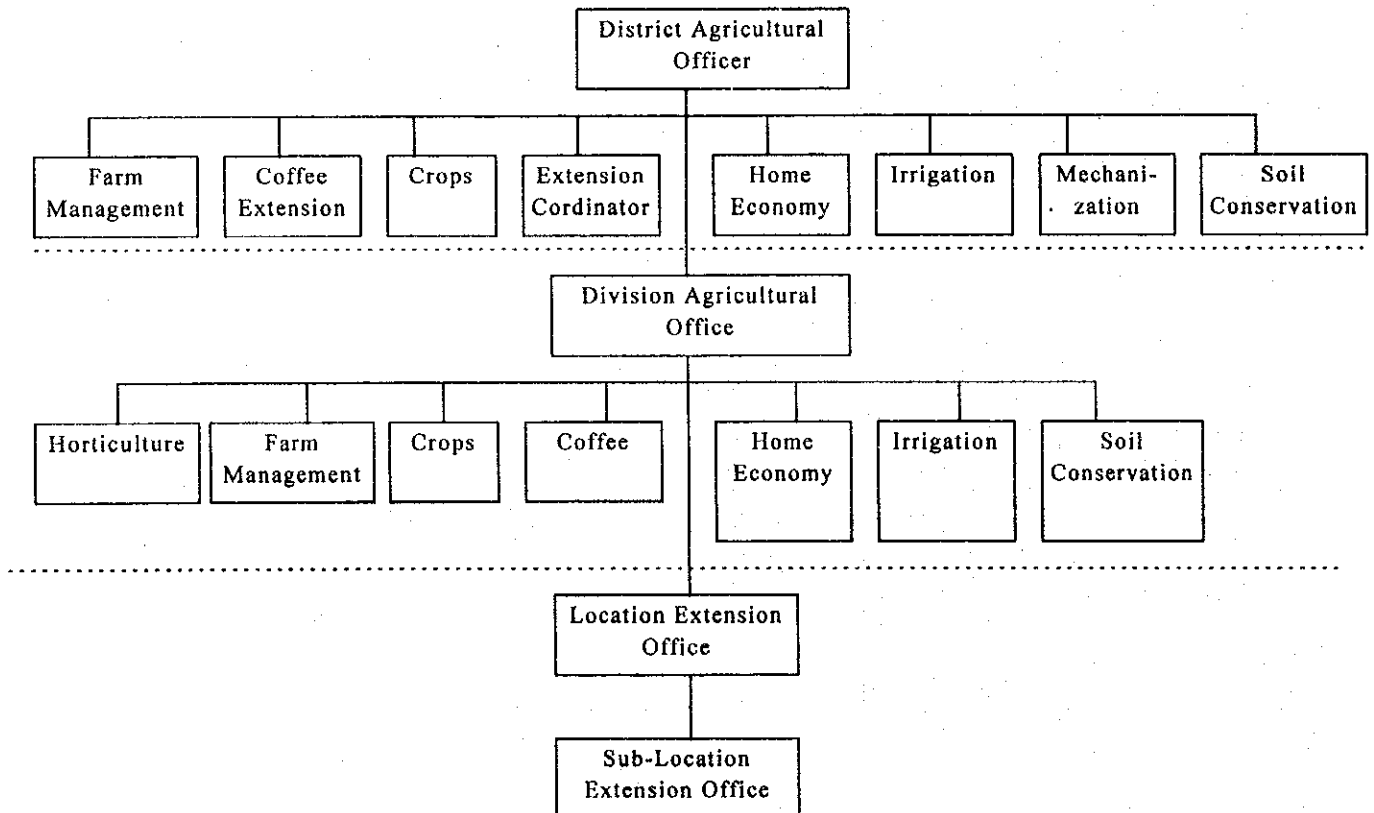 District Agricultural
Officer
Farm
Management
Coffee
Extension
Crops
Extension
Cordinator
Home
Economy
Irrigation
Mechani-
zation
Soil
Conservation
Division Agricultural
Office
Horticulture
Farm
Management
Crops
Coffee
Home
Economy
Irrigation
Soil
Conservation
Location Extension
Office
Sub-Location
Extension Office